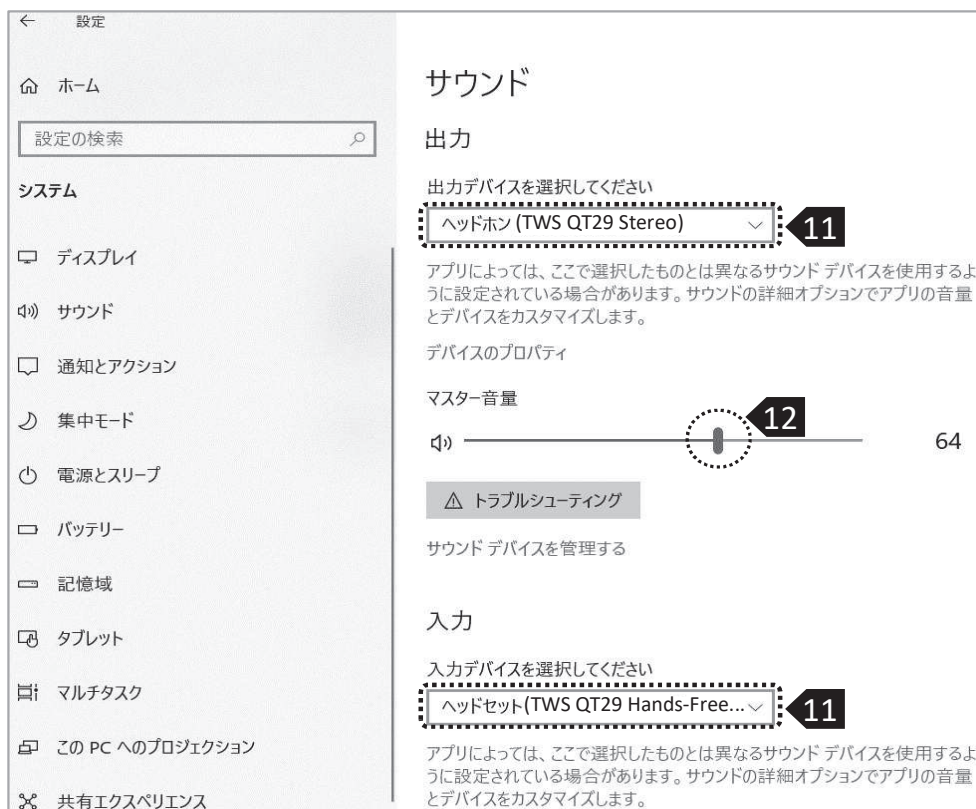 設定
ホーム
設定の検索
システム
ディスプレイ
サウンド
通知とアクション
集中モード
電源とスリープ
バッテリー
記憶域
タブレット
マルチタスク
この PC へのプロジェクション
共有エクスペリエンス
サウンド
出力
出力デバイスを選択してください
ヘッドホン (TWS QT29 Stereo)
11
アプリによっては、ここで選択したものとは異なるサウンド デバイスを使用するよ
うに設定されている場合があります。サウンドの詳細オプションでアプリの音量
とデバイスをカスタマイズします。
デバイスのプロパティ
マスター音量
12
64
トラブルシューティング
サウンド デバイスを管理する
入力
入力デバイスを選択してください
ヘッドセット(TWS QT29 Hands-Free...
11
アプリによっては、ここで選択したものとは異なるサウンド デバイスを使用するよ
うに設定されている場合があります。サウンドの詳細オプションでアプリの音量
とデバイスをカスタマイズします。